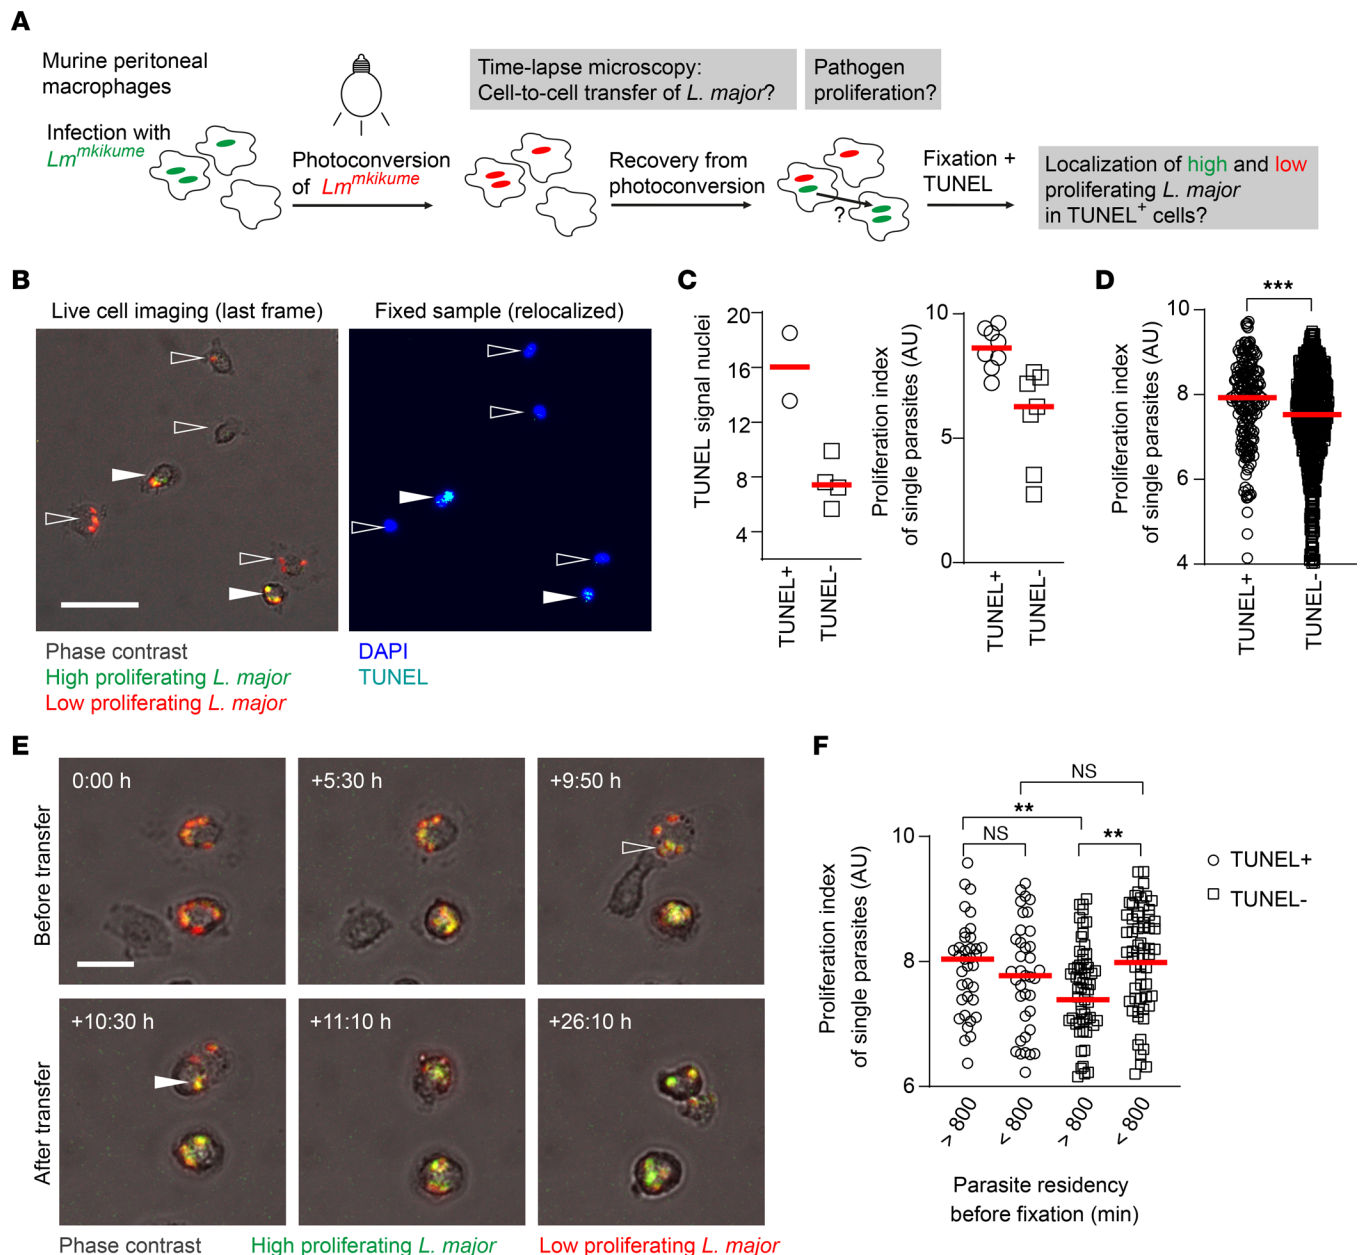 A
Murine peritoneal
macrophages
Infection with
Lm^mkikume
Photoconversion
of Lm^mkikume
Time-lapse microscopy:
Cell-to-cell transfer of L. major?
Recovery from
photoconversion
Pathogen
proliferation?
?
Fixation +
TUNEL
Localization of high and low
proliferating L. major
in TUNEL+ cells?
B
Live cell imaging (last frame)
Fixed sample (relocalized)
Phase contrast
High proliferating L. major
Low proliferating L. major
DAPI
TUNEL
C
TUNEL signal nuclei
20
16
12
8
4
TUNEL+
TUNEL-
Proliferation index
of single parasites (AU)
10
5
0
TUNEL+
TUNEL-
D
Proliferation index
of single parasites (AU)
***
10
8
6
4
TUNEL+
TUNEL-
E
Before transfer
0:00 h
+5:30 h
+9:50 h
After transfer
+10:30 h
+11:10 h
+26:10 h
Phase contrast
High proliferating L. major
Low proliferating L. major
F
NS
**
NS
**
Proliferation index
of single parasites (AU)
10
8
6
TUNEL+
TUNEL-
> 800
< 800
> 800
< 800
Parasite residency
before fixation (min)